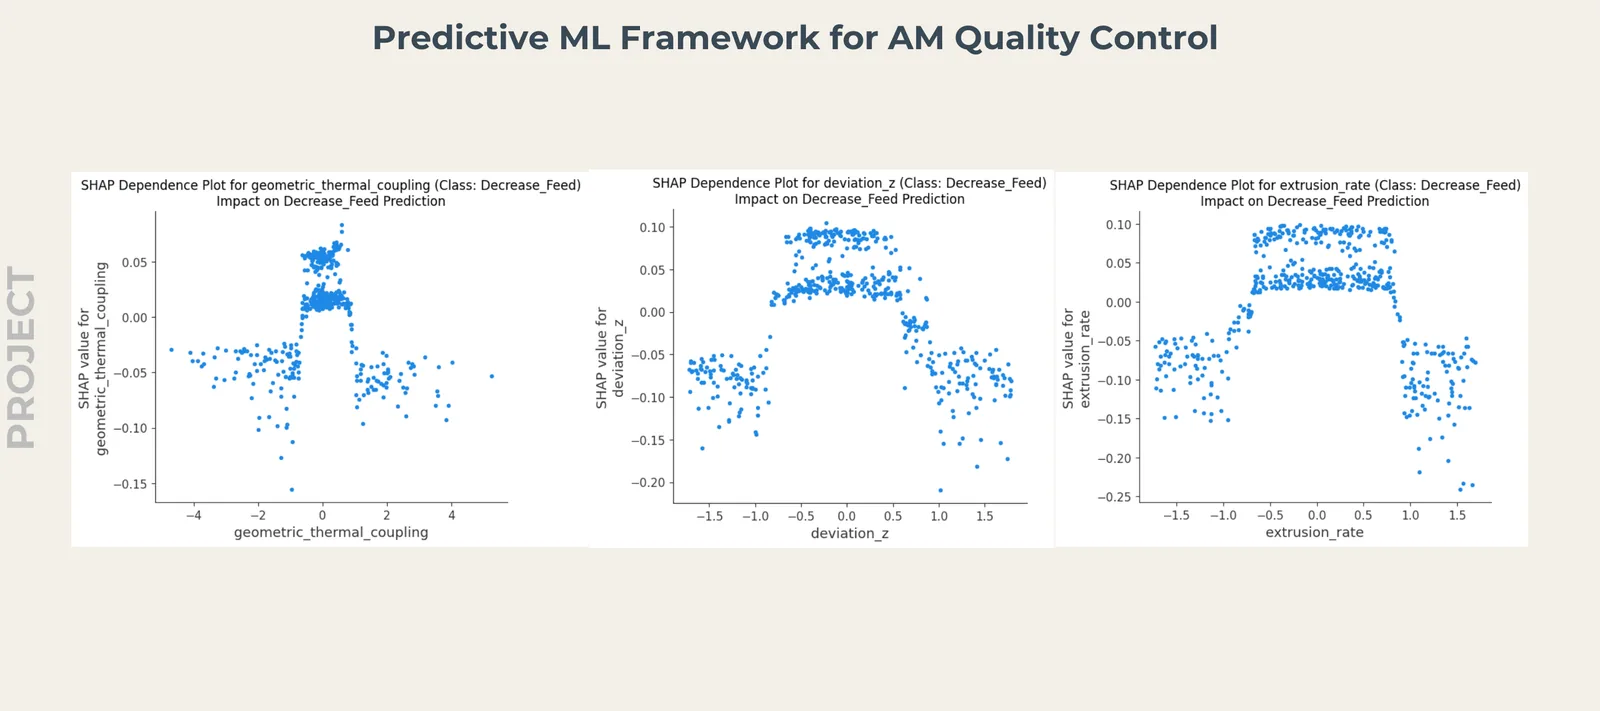 Predictive ML Framework for AM Quality Control
PROJECT
SHAP Dependence Plot for geometric_thermal_coupling (Class: Decrease_Feed)
Impact on Decrease_Feed Prediction
SHAP value for
geometric_thermal_coupling
0.05
0.00
−0.05
−0.10
−0.15
−4 −2 0 2 4
geometric_thermal_coupling
SHAP Dependence Plot for deviation_z (Class: Decrease_Feed)
Impact on Decrease_Feed Prediction
SHAP value for
deviation_z
0.10
0.05
0.00
−0.05
−0.10
−0.15
−0.20
−1.5 −1.0 −0.5 0.0 0.5 1.0 1.5
deviation_z
SHAP Dependence Plot for extrusion_rate (Class: Decrease_Feed)
Impact on Decrease_Feed Prediction
SHAP value for
extrusion_rate
0.10
0.05
0.00
−0.05
−0.10
−0.15
−0.20
−0.25
−1.5 −1.0 −0.5 0.0 0.5 1.0 1.5
extrusion_rate